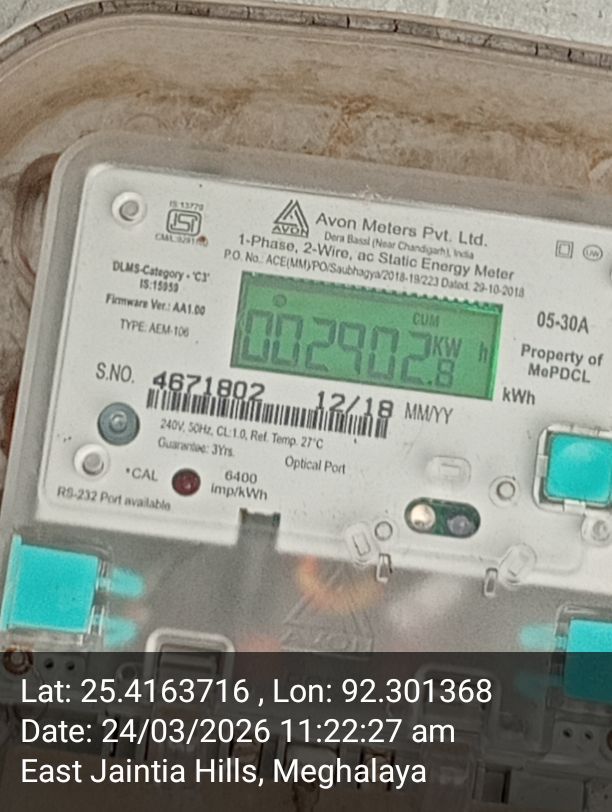 IS:13779
AVON
Avon Meters Pvt. Ltd.
Dera Bassi (Near Chandigarh), India
1-Phase, 2-Wire, ac Static Energy Meter
P.O. No.: ACE(MM)/PO/Saubhagya/2018-19/223 Dated: 29-10-2018
DLMS-Category - 'C3'
IS:15959
Firmware Ver.: AA1.00
TYPE: AEM-106
CUM
002902.8 KW h
05-30A
Property of
MePDCL
kWh
S.NO. 4671802 12/18 MM/YY
240V, 50Hz, CL:1.0, Ref. Temp. 27°C
Guarantee: 3Yrs.
Optical Port
*CAL
6400
imp/kWh
RS-232 Port available
AVON
Lat: 25.4163716 , Lon: 92.301368
Date: 24/03/2026 11:22:27 am
East Jaintia Hills, Meghalaya